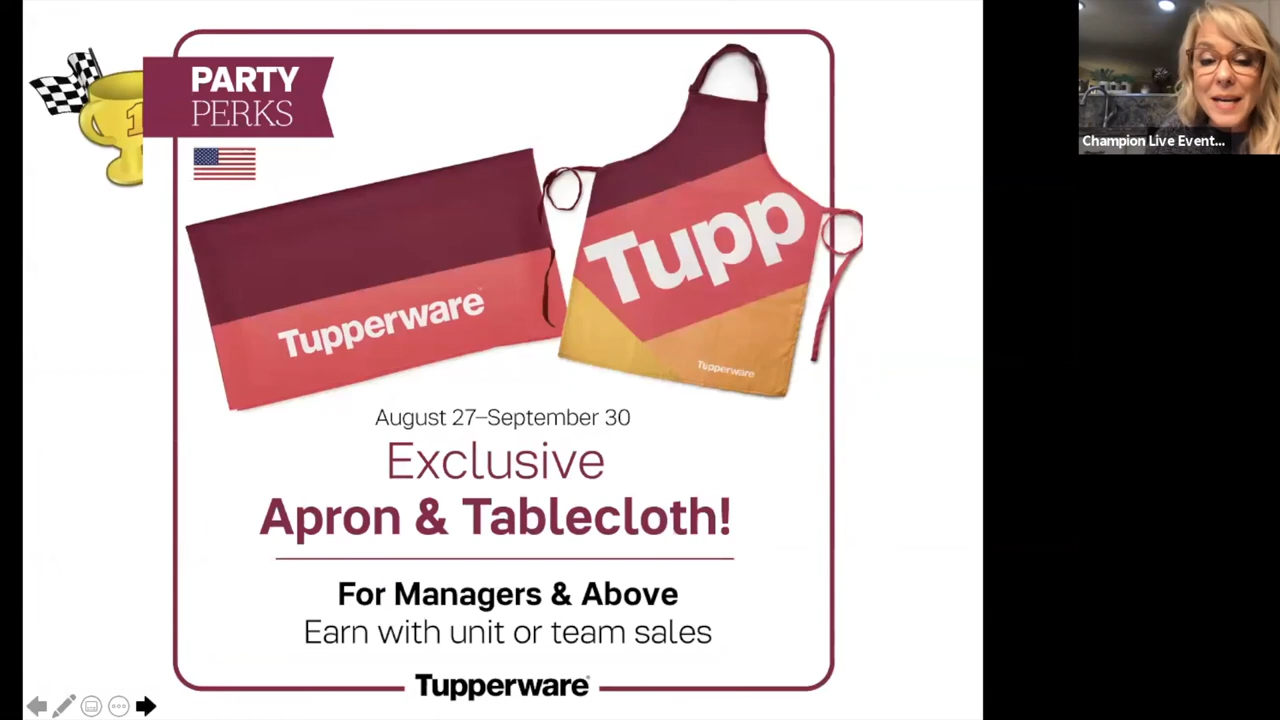 PARTY
PERKS
Champion Live Event...
Tupp
Tupperware
Tupperware
August 27–September 30
Exclusive
Apron & Tablecloth!
For Managers & Above
Earn with unit or team sales
Tupperware